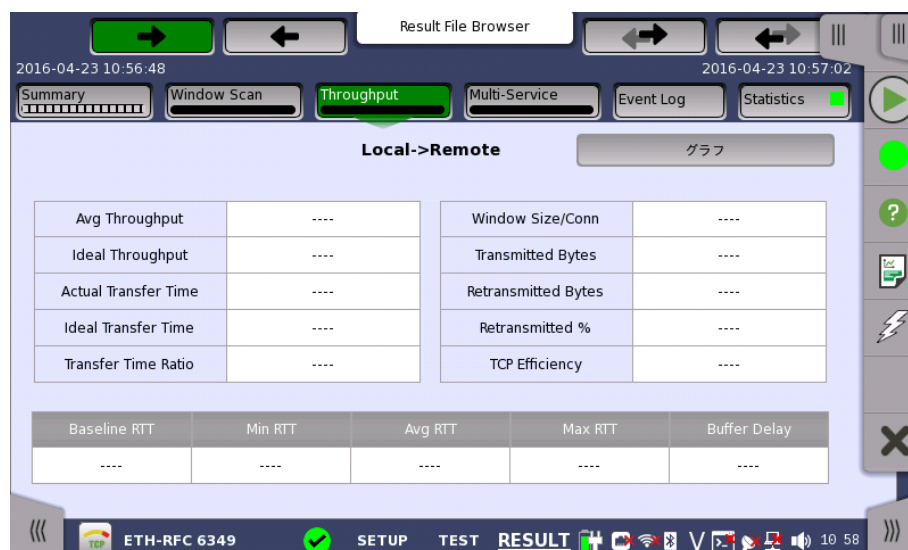 Result File Browser
2016-04-23 10:56:48
2016-04-23 10:57:02
Summary
Window Scan
Throughput
Multi-Service
Event Log
Statistics
Local->Remote
グラフ
Avg Throughput ---- Window Size/Conn ----
Ideal Throughput ---- Transmitted Bytes ----
Actual Transfer Time ---- Retransmitted Bytes ----
Ideal Transfer Time ---- Retransmitted % ----
Transfer Time Ratio ---- TCP Efficiency ----
Baseline RTT Min RTT Avg RTT Max RTT Buffer Delay
---- ---- ---- ---- ----
TCP ETH-RFC 6349 SETUP TEST RESULT V 10 58